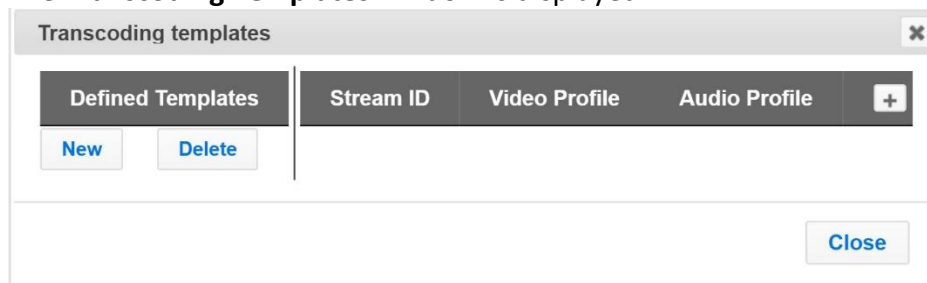 Transcoding templates
Defined Templates Stream ID Video Profile Audio Profile +
New Delete
Close